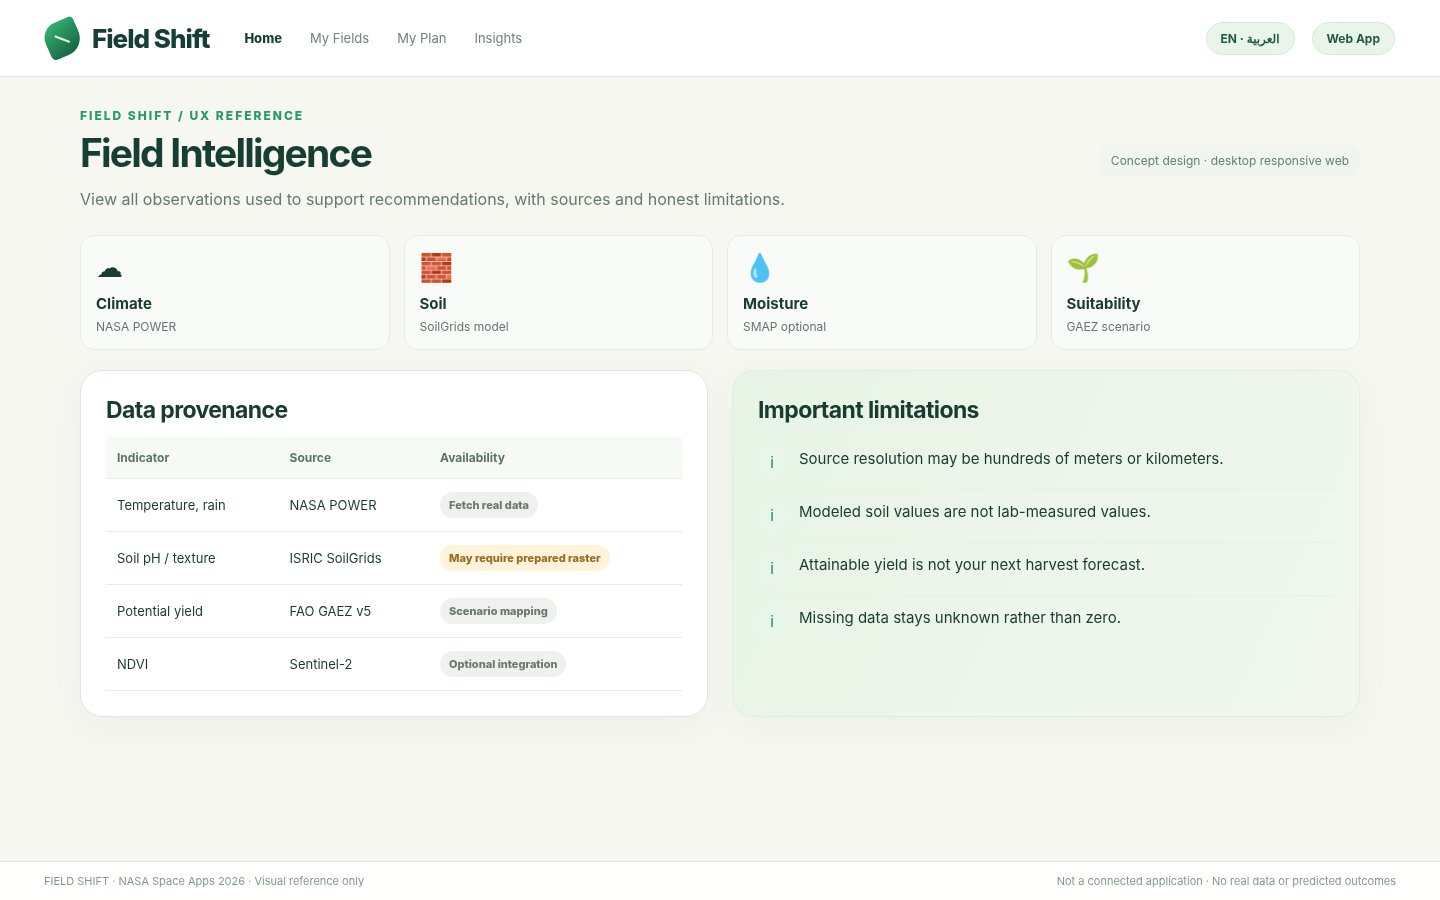 Field Shift
Home
My Fields
My Plan
Insights
EN · العربية
Web App
FIELD SHIFT / UX REFERENCE
Field Intelligence
Concept design · desktop responsive web
View all observations used to support recommendations, with sources and honest limitations.
Climate
NASA POWER
Soil
SoilGrids model
Moisture
SMAP optional
Suitability
GAEZ scenario
Data provenance
Indicator Source Availability
Temperature, rain NASA POWER Fetch real data
Soil pH / texture ISRIC SoilGrids May require prepared raster
Potential yield FAO GAEZ v5 Scenario mapping
NDVI Sentinel-2 Optional integration
Important limitations
i Source resolution may be hundreds of meters or kilometers.
i Modeled soil values are not lab-measured values.
i Attainable yield is not your next harvest forecast.
i Missing data stays unknown rather than zero.
FIELD SHIFT · NASA Space Apps 2026 · Visual reference only
Not a connected application · No real data or predicted outcomes